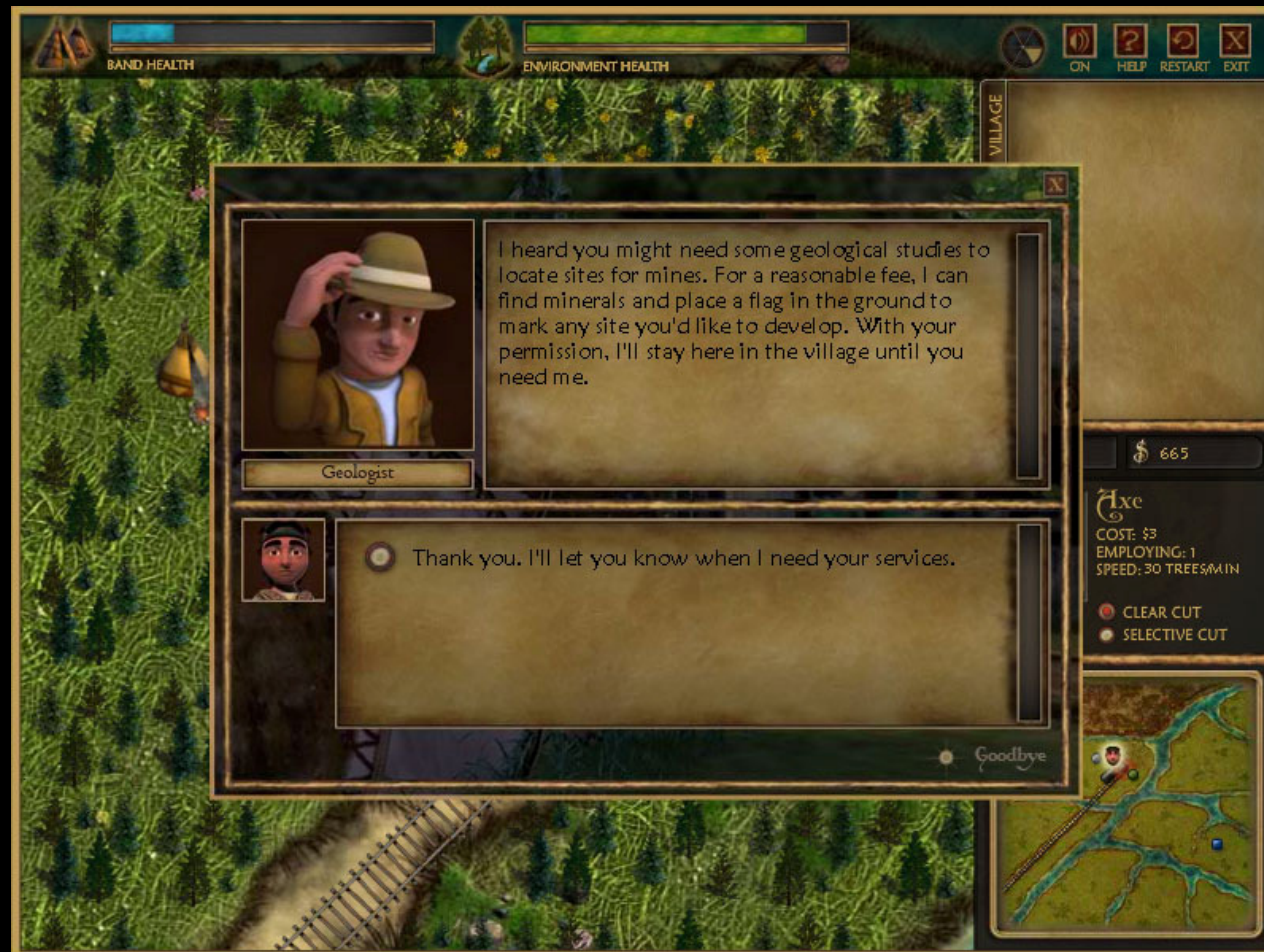 BAND HEALTH
ENVIRONMENT HEALTH
ON
HELP
RESTART
EXIT
VILLAGE
X
I heard you might need some geological studies to
locate sites for mines. For a reasonable fee, I can
find minerals and place a flag in the ground to
mark any site you'd like to develop. With your
permission, I'll stay here in the village until you
need me.
Geologist
$ 665
Axe
COST: $3
EMPLOYING: 1
SPEED: 30 TREES/MIN
CLEAR CUT
SELECTIVE CUT
Thank you. I'll let you know when I need your services.
Goodbye